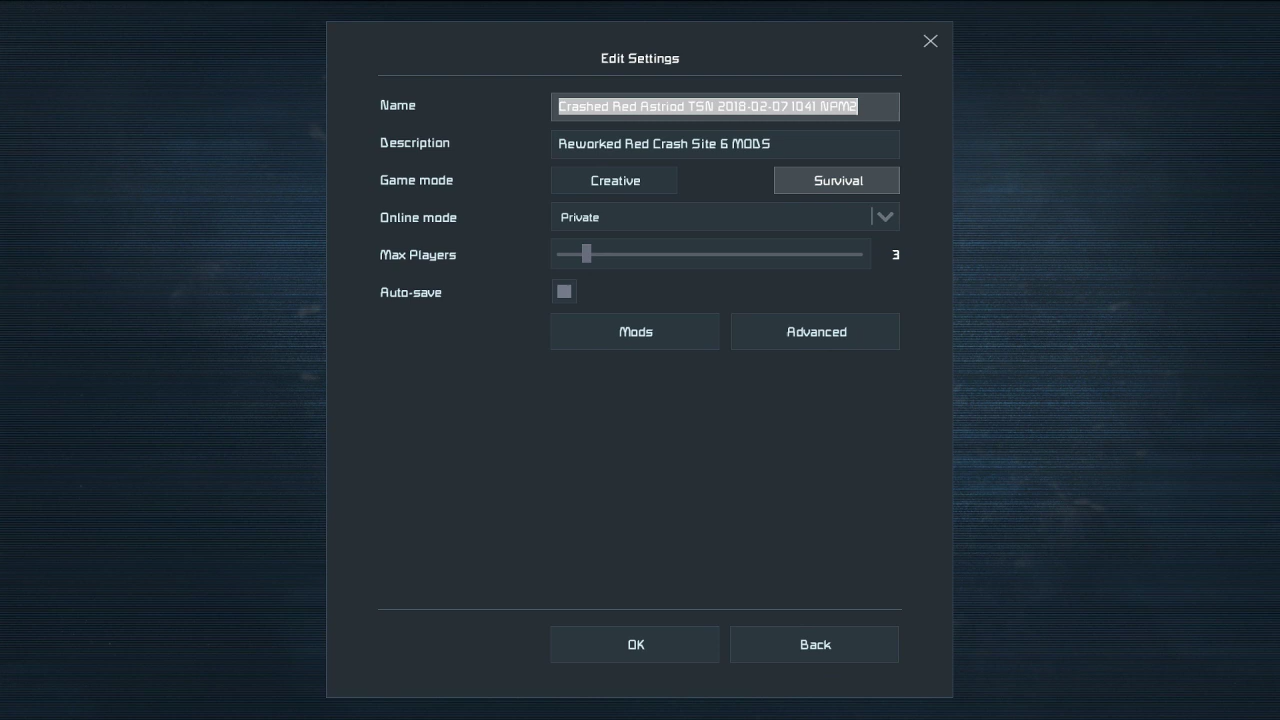 Edit Settings
Name
Crashed Red Astriod TSN 2018-02-07 1041 NPM2
Description
Reworked Red Crash Site 6 MODS
Game mode
Creative
Survival
Online mode
Private
Max Players
3
Auto-save
Mods
Advanced
OK
Back